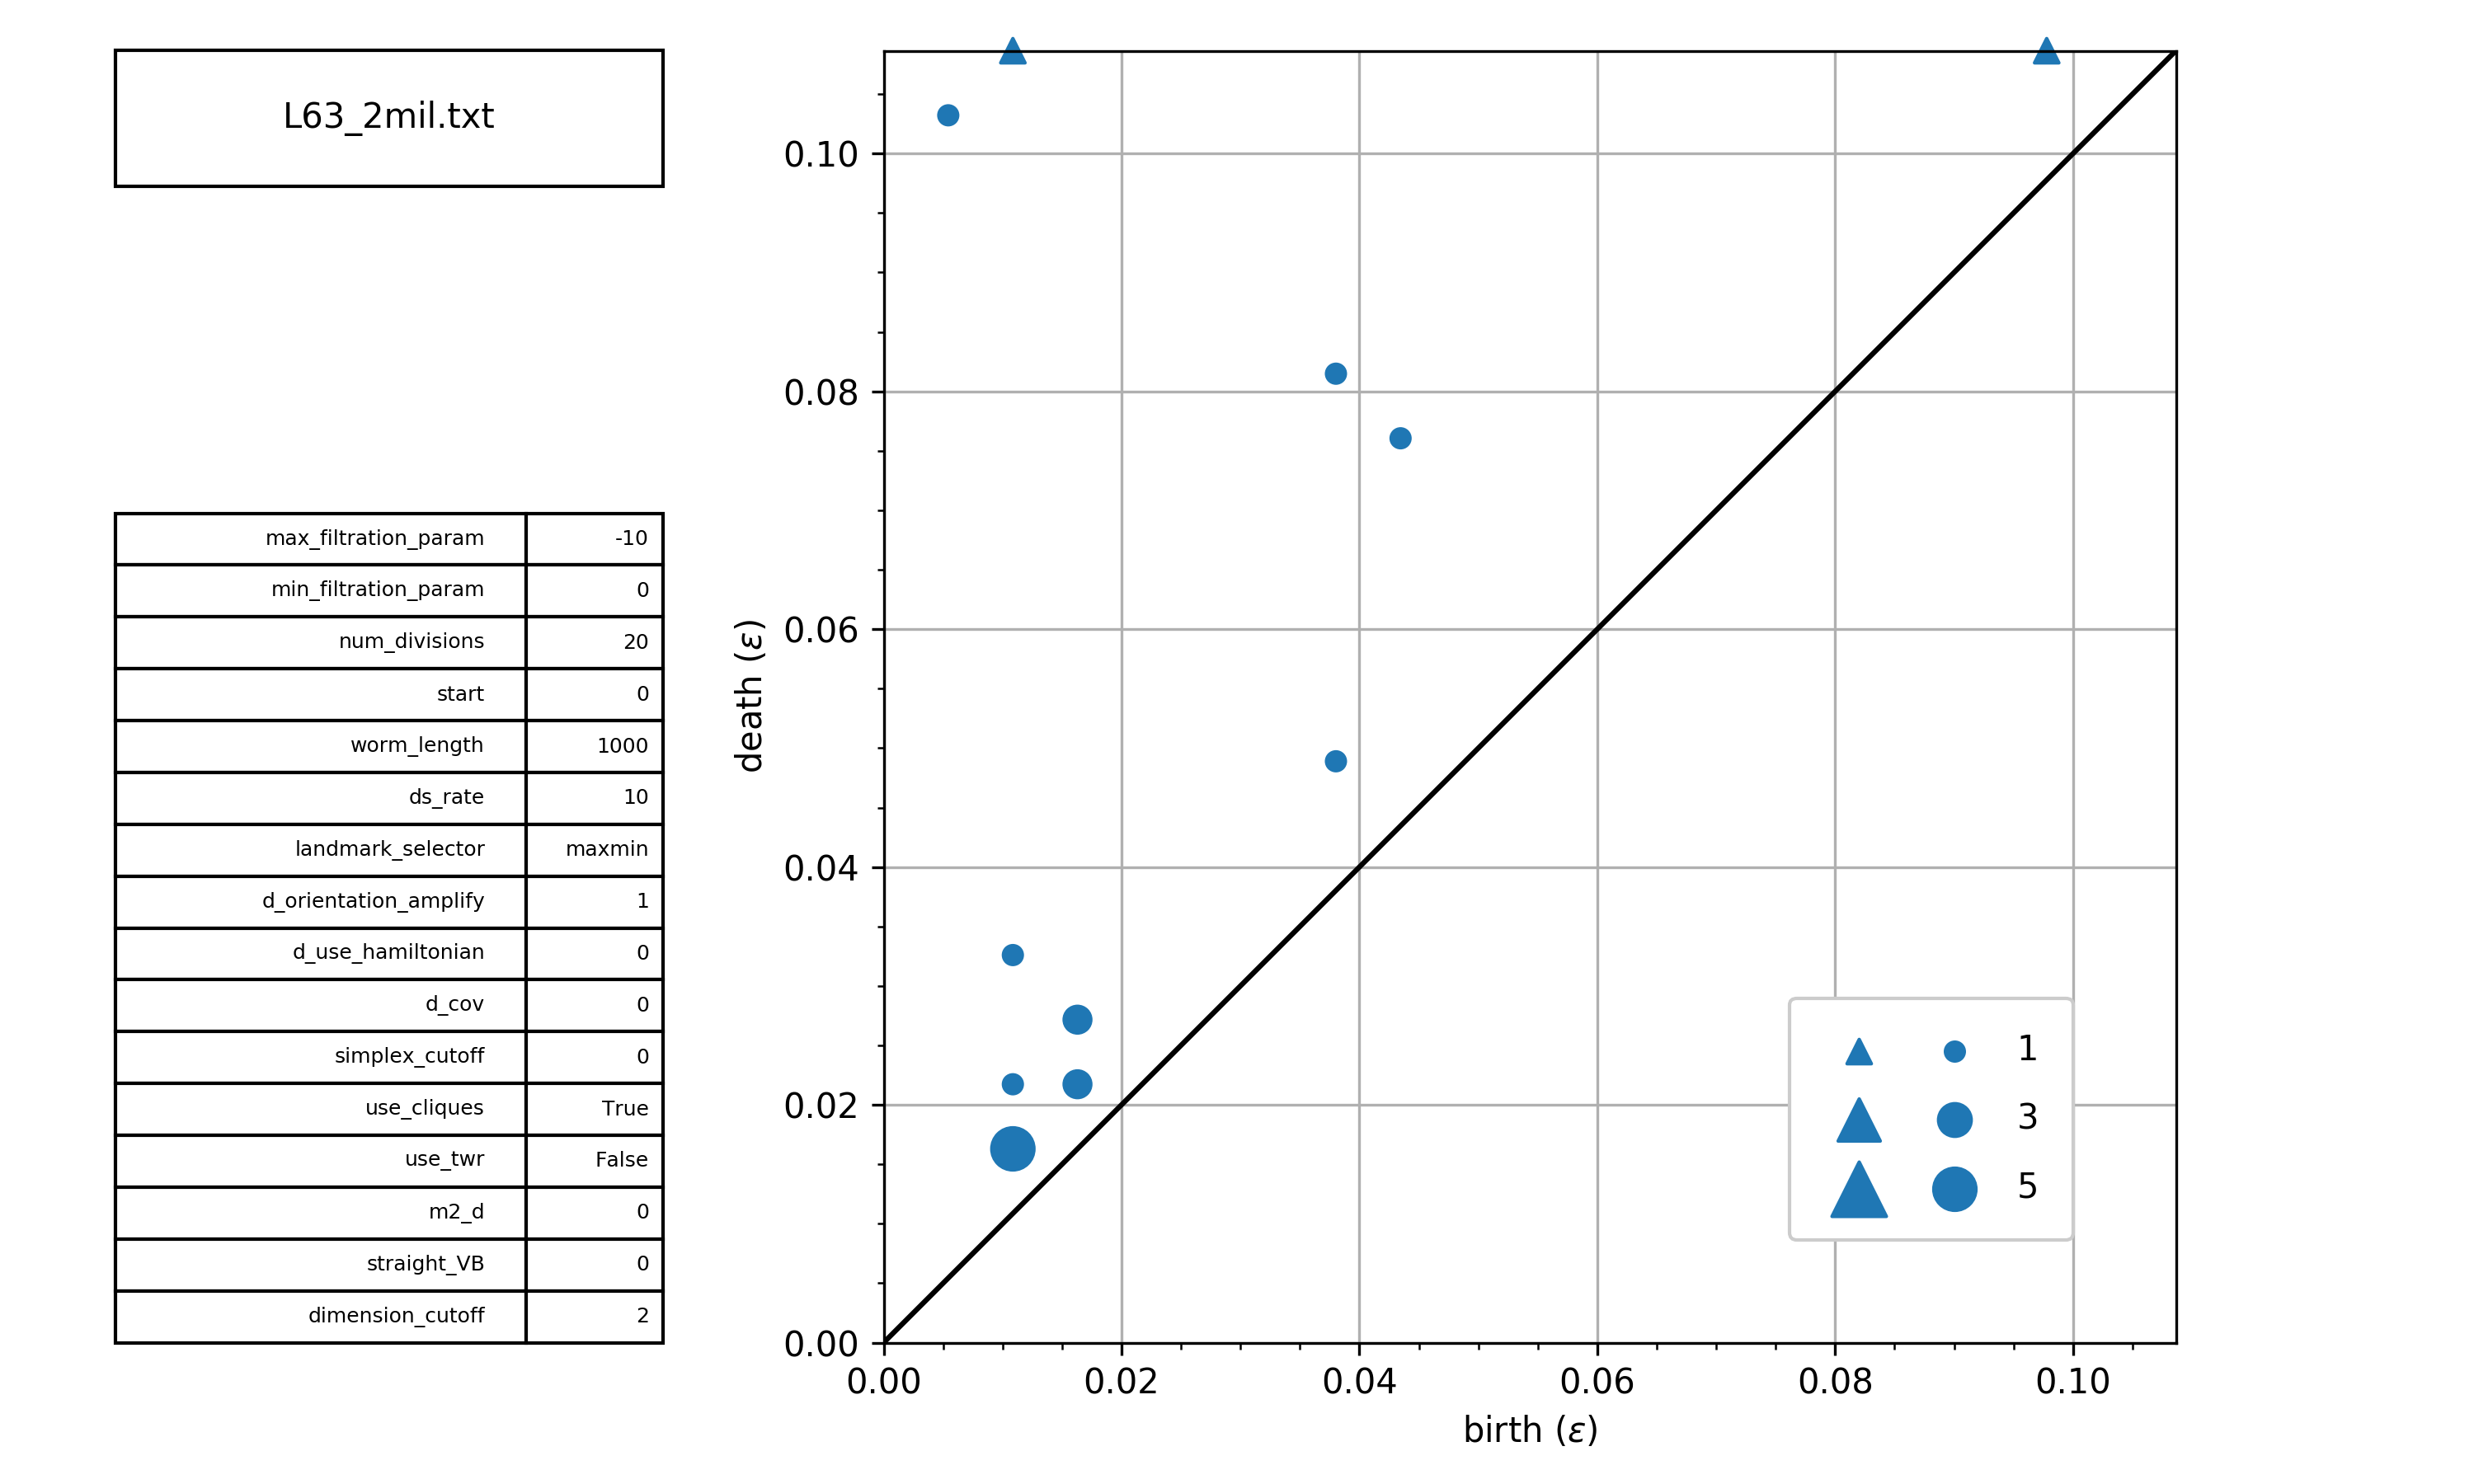 L63_2mil.txt
max_filtration_param -10
min_filtration_param 0
num_divisions 20
start 0
worm_length 1000
ds_rate 10
landmark_selector maxmin
d_orientation_amplify 1
d_use_hamiltonian 0
d_cov 0
simplex_cutoff 0
use_cliques True
use_twr False
m2_d 0
straight_VB 0
dimension_cutoff 2
death (ε)
0.10
0.08
0.06
0.04
0.02
0.00
0.00 0.02 0.04 0.06 0.08 0.10
birth (ε)
1
3
5